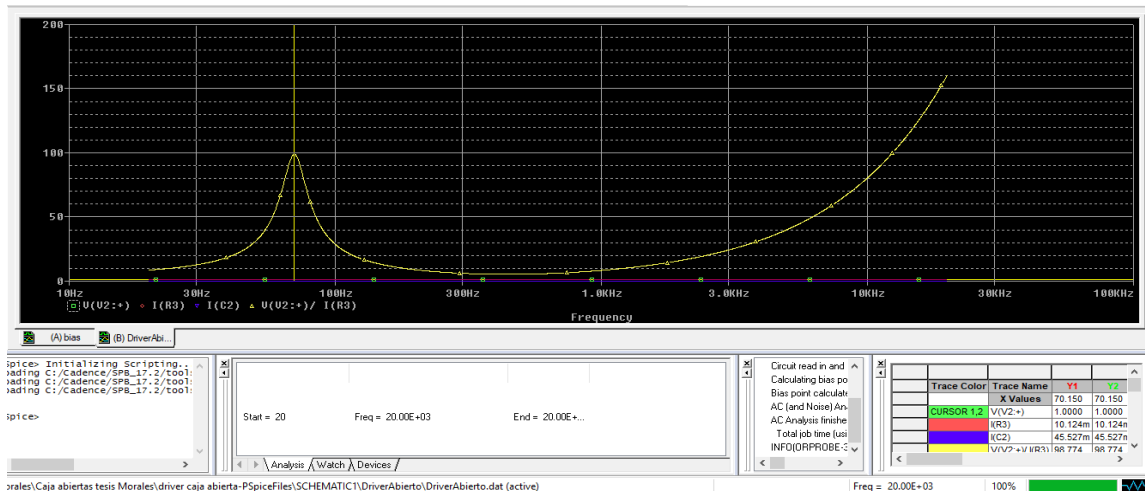 200
150
100
50
0
10Hz 30Hz 100Hz 300Hz 1.0KHz 3.0KHz 10KHz 30KHz 100KHz
V(V2:+) I(R3) I(C2) V(V2:+)/ I(R3)
Frequency
(A) bias (B) DriverAbi...
Spice> Initializing Scripting..
oading C:/Cadence/SPB_17.2/tool:
oading C:/Cadence/SPB_17.2/tool:
oading C:/Cadence/SPB_17.2/tool:
Spice>
Start = 20 Freq = 20.00E+03 End = 20.00E+...
Analysis Watch Devices
Circuit read in and
Calculating bias po
Bias point calculate
AC (and Noise) An
AC Analysis finishe
Total job time (usi
INFO(ORPROBE-3
Trace Color Trace Name Y1 Y2
X Values 70.150 70.150
CURSOR 1,2 V(V2:+) 1.0000 1.0000
I(R3) 10.124m 10.124m
I(C2) 45.527m 45.527m
V(V2:+)/ I(R3) 98.774 98.774
orales\Caja abiertas tesis Morales\driver caja abierta-PSpiceFiles\SCHEMATIC1\DriverAbierto\DriverAbierto.dat (active) Freq = 20.00E+03 100%